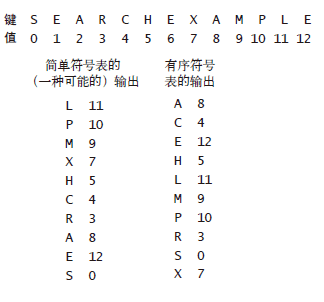 键 S E A R C H E X A M P L E
值 0 1 2 3 4 5 6 7 8 9 10 11 12
简单符号表的
（一种可能的）输出
L 11
P 10
M 9
X 7
H 5
C 4
R 3
A 8
E 12
S 0
有序符号
表的输出
A 8
C 4
E 12
H 5
L 11
M 9
P 10
R 3
S 0
X 7